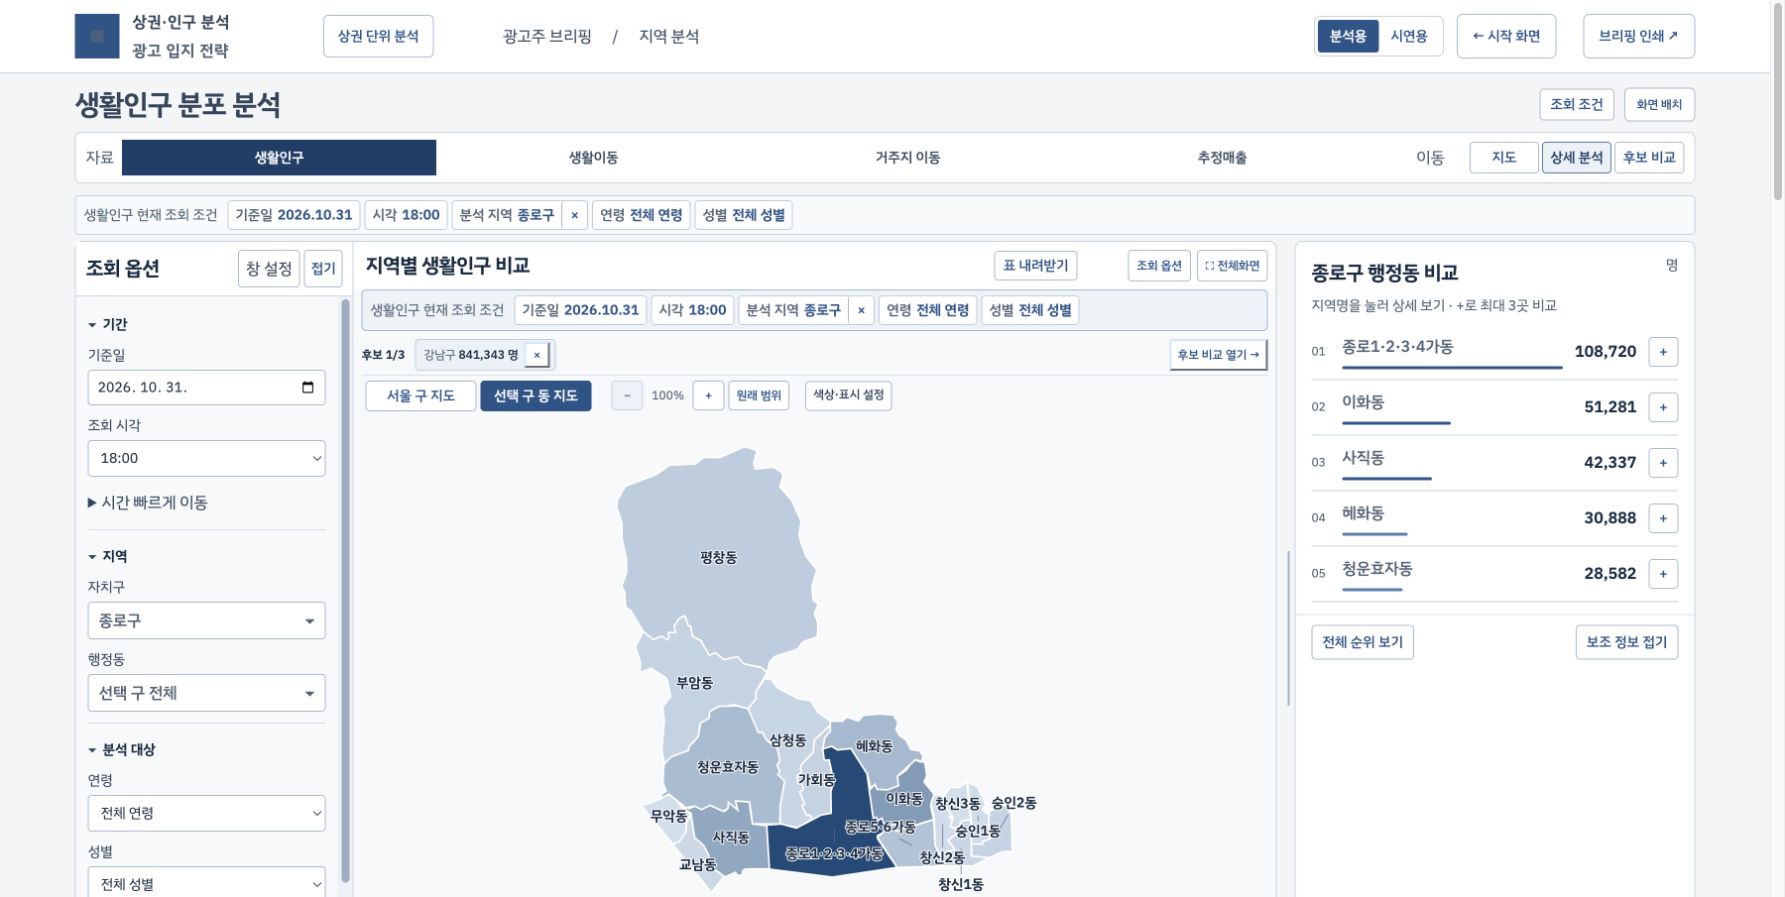 상권·인구 분석
광고 입지 전략
상권 단위 분석
광고주 브리핑 / 지역 분석
분석용 시연용
← 시작 화면
브리핑 인쇄 ↗
생활인구 분포 분석
조회 조건
화면 배치
자료 생활인구 생활이동 거주지 이동 추정매출 이동 지도 상세 분석 후보 비교
생활인구 현재 조회 조건 기준일 2026.10.31 시각 18:00 분석 지역 종로구 × 연령 전체 연령 성별 전체 성별
조회 옵션 창 설정 접기
기간
기준일
2026. 10. 31.
조회 시각
18:00
▶ 시간 빠르게 이동
지역
자치구
종로구
행정동
선택 구 전체
분석 대상
연령
전체 연령
성별
전체 성별
지역별 생활인구 비교
표 내려받기
조회 옵션
전체화면
생활인구 현재 조회 조건 기준일 2026.10.31 시각 18:00 분석 지역 종로구 × 연령 전체 연령 성별 전체 성별
후보 1/3 강남구 841,343 명 × 후보 비교 열기 →
서울 구 지도 선택 구 동 지도 − 100% + 원래 범위 색상·표시 설정
평창동
부암동
삼청동
혜화동
청운효자동
가회동
이화동
창신3동
숭인2동
무악동
사직동
종로5·6가동
숭인1동
종로1·2·3·4가동
창신2동
교남동
창신1동
종로구 행정동 비교 명
지역명을 눌러 상세 보기 · +로 최대 3곳 비교
01 종로1·2·3·4가동 108,720 +
02 이화동 51,281 +
03 사직동 42,337 +
04 혜화동 30,888 +
05 청운효자동 28,582 +
전체 순위 보기
보조 정보 접기